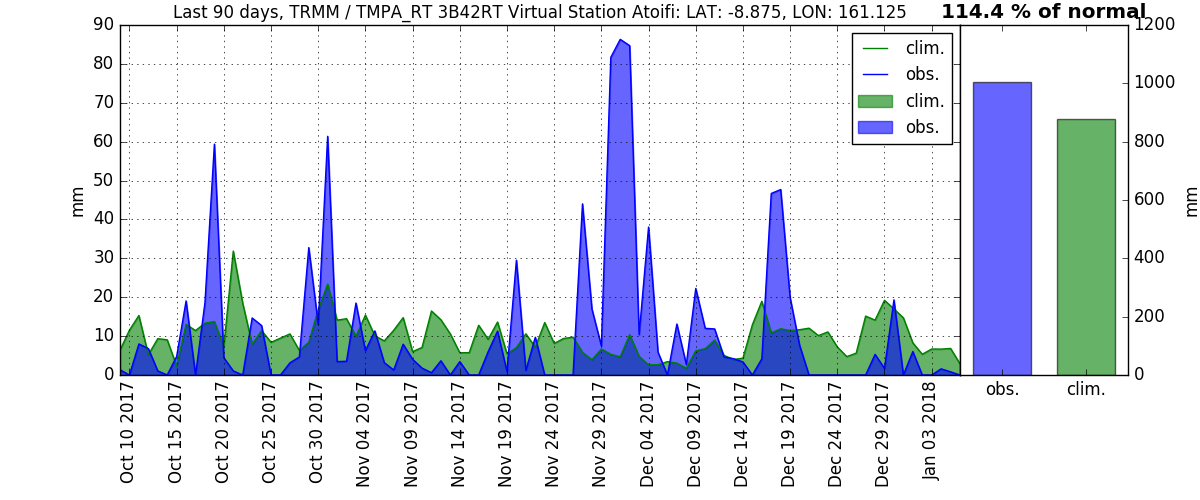 Last 90 days, TRMM / TMPA_RT 3B42RT Virtual Station Atoifi: LAT: -8.875, LON: 161.125
114.4 % of normal
90
80
70
60
50
40
30
20
10
0
mm
clim.
obs.
clim.
obs.
1200
1000
800
600
400
200
0
mm
obs.
clim.
Oct 10 2017
Oct 15 2017
Oct 20 2017
Oct 25 2017
Oct 30 2017
Nov 04 2017
Nov 09 2017
Nov 14 2017
Nov 19 2017
Nov 24 2017
Nov 29 2017
Dec 04 2017
Dec 09 2017
Dec 14 2017
Dec 19 2017
Dec 24 2017
Dec 29 2017
Jan 03 2018